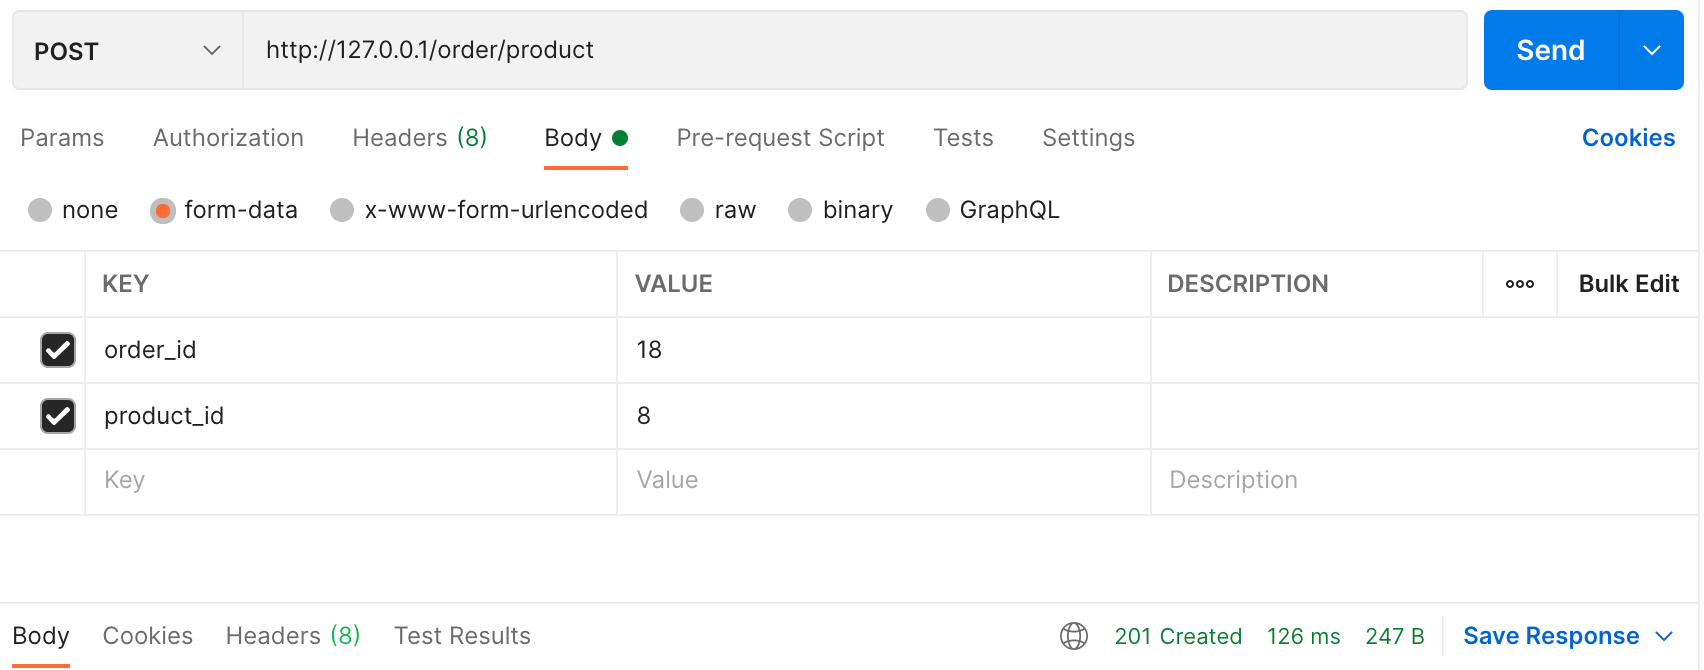 POST http://127.0.0.1/order/product Send
Params Authorization Headers (8) Body Pre-request Script Tests Settings Cookies
none form-data x-www-form-urlencoded raw binary GraphQL
KEY VALUE DESCRIPTION ooo Bulk Edit
order_id 18
product_id 8
Key Value Description
Body Cookies Headers (8) Test Results 201 Created 126 ms 247 B Save Response